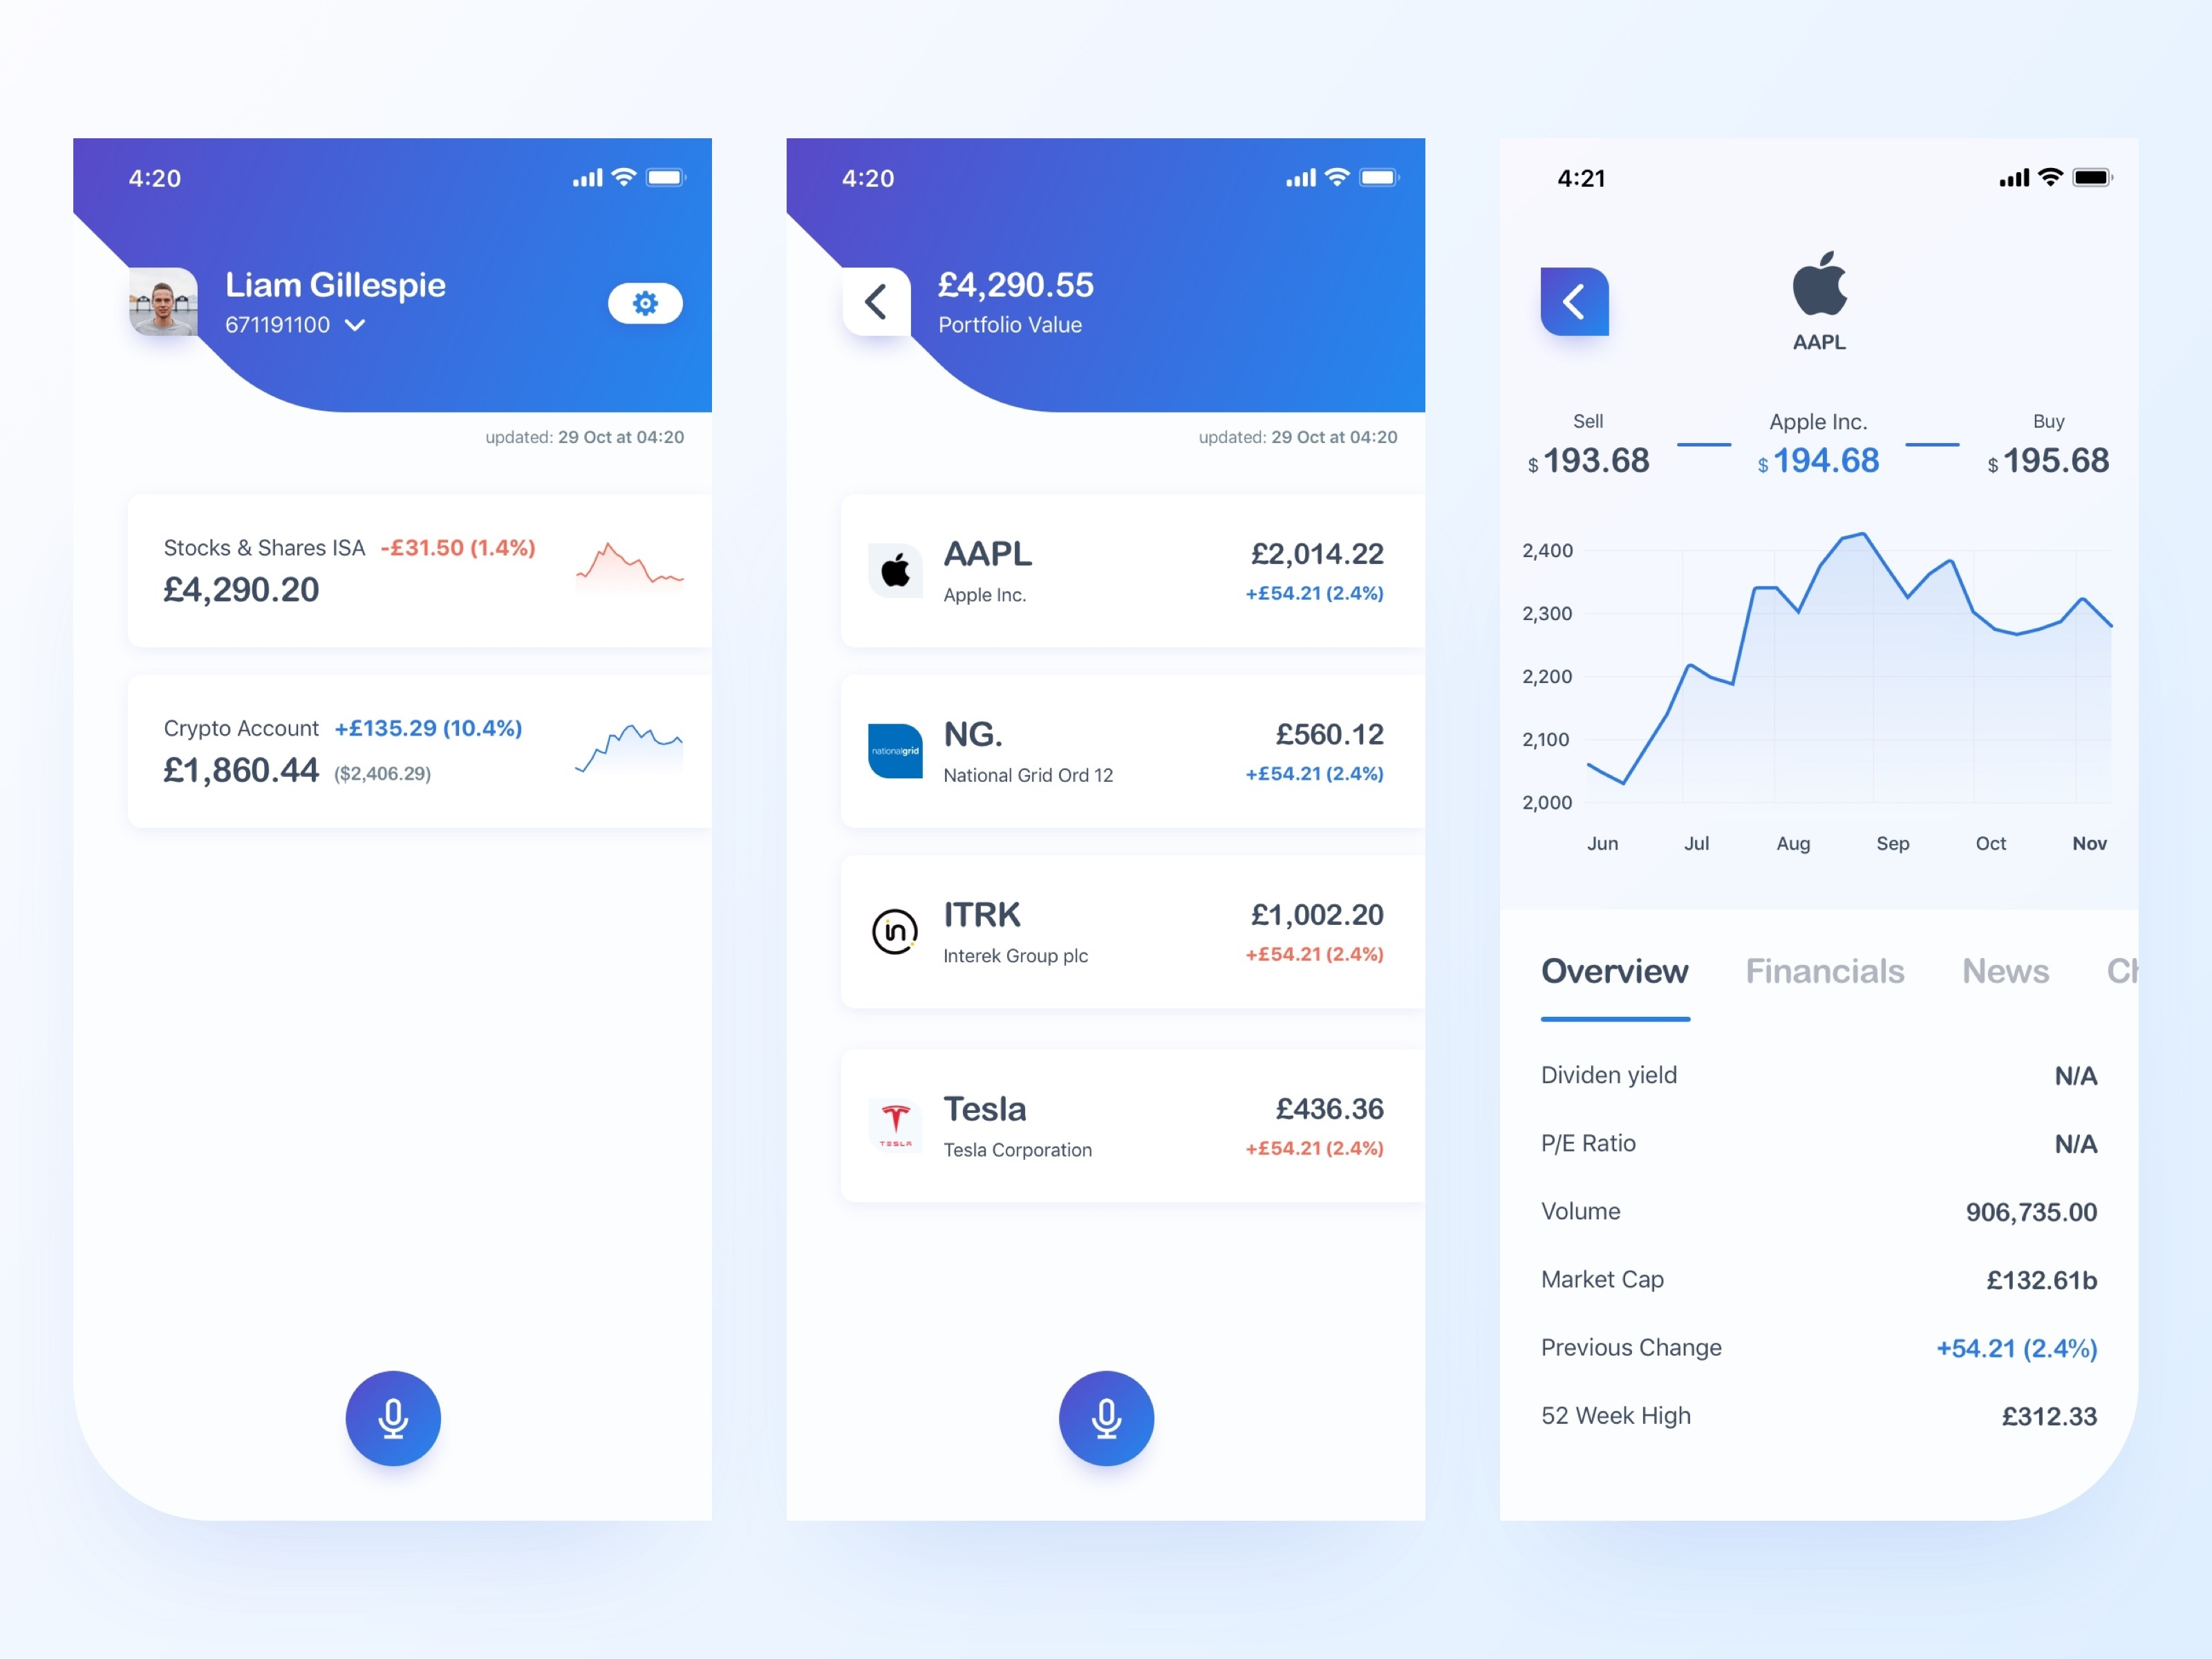 4:20
Liam Gillespie
671191100
updated: 29 Oct at 04:20
Stocks & Shares ISA -£31.50 (1.4%)
£4,290.20
Crypto Account +£135.29 (10.4%)
£1,860.44 ($2,406.29)
4:20
£4,290.55
Portfolio Value
updated: 29 Oct at 04:20
AAPL £2,014.22
Apple Inc. +£54.21 (2.4%)
nationalgrid
NG. £560.12
National Grid Ord 12 +£54.21 (2.4%)
in
ITRK £1,002.20
Interek Group plc +£54.21 (2.4%)
TESLA
Tesla £436.36
Tesla Corporation +£54.21 (2.4%)
4:21
AAPL
Sell Apple Inc. Buy
$193.68 $194.68 $195.68
2,400
2,300
2,200
2,100
2,000
Jun Jul Aug Sep Oct Nov
Overview Financials News Ch
Dividen yield N/A
P/E Ratio N/A
Volume 906,735.00
Market Cap £132.61b
Previous Change +54.21 (2.4%)
52 Week High £312.33